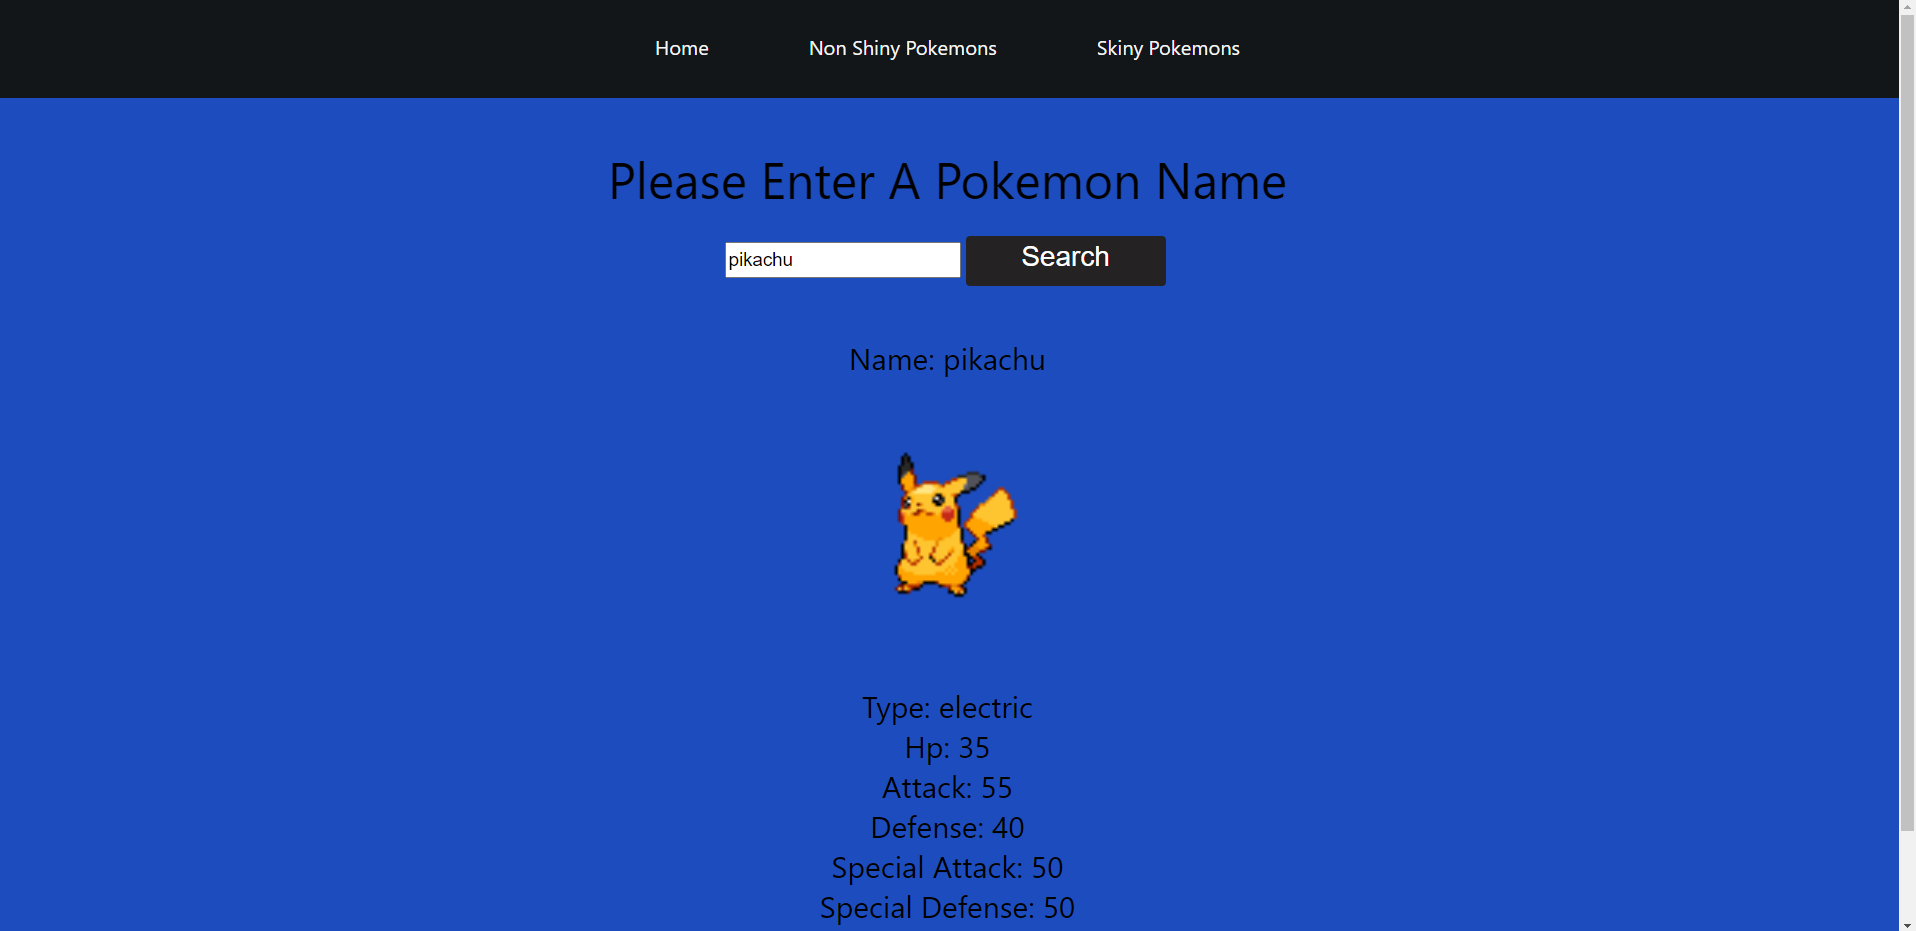 Home Non Shiny Pokemons Skiny Pokemons
Please Enter A Pokemon Name
pikachu Search
Name: pikachu
Type: electric
Hp: 35
Attack: 55
Defense: 40
Special Attack: 50
Special Defense: 50